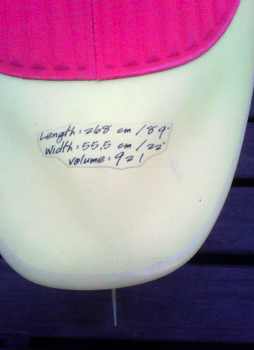 Length: 268 cm / 8'9"
Width: 55.5 cm / 22"
Volume: 92 l